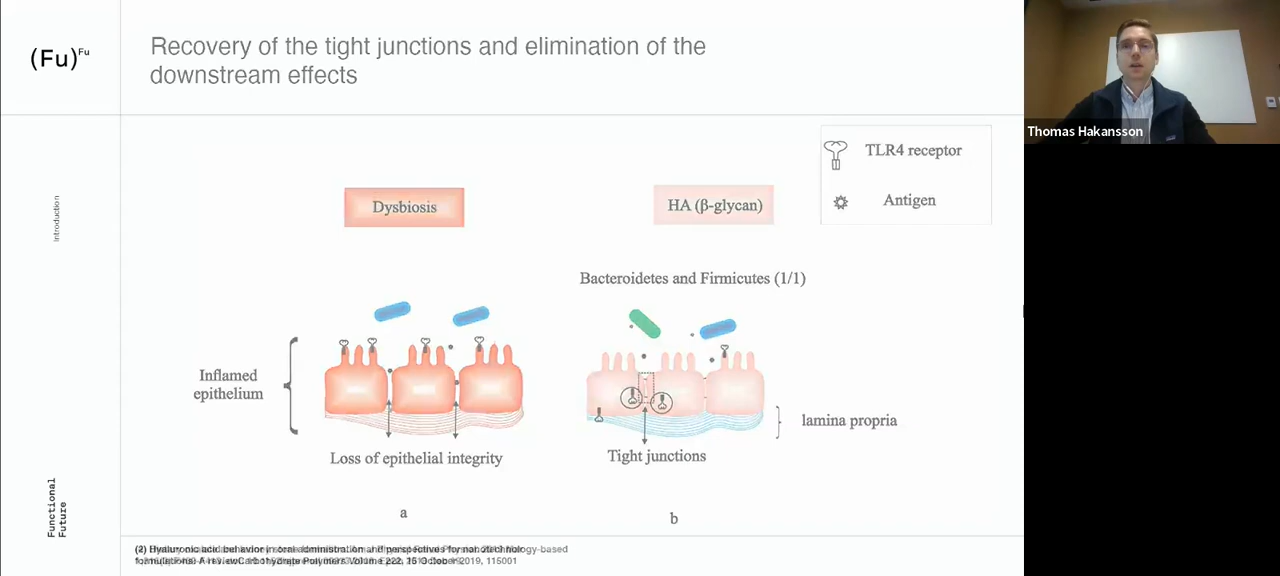 (Fu)Fu
Recovery of the tight junctions and elimination of the
downstream effects
Thomas Hakansson
TLR4 receptor
Antigen
Introduction
Dysbiosis
HA (β-glycan)
Bacteroidetes and Firmicutes (1/1)
Inflamed
epithelium
lamina propria
Loss of epithelial integrity
Tight junctions
a
b
Functional
Future
Hyaluronic acid behavior in oral administration and perspectives for nanotechnology-based
formulations: A review Carbohydrate Polymers Volume 222, 15 October 2019, 115001